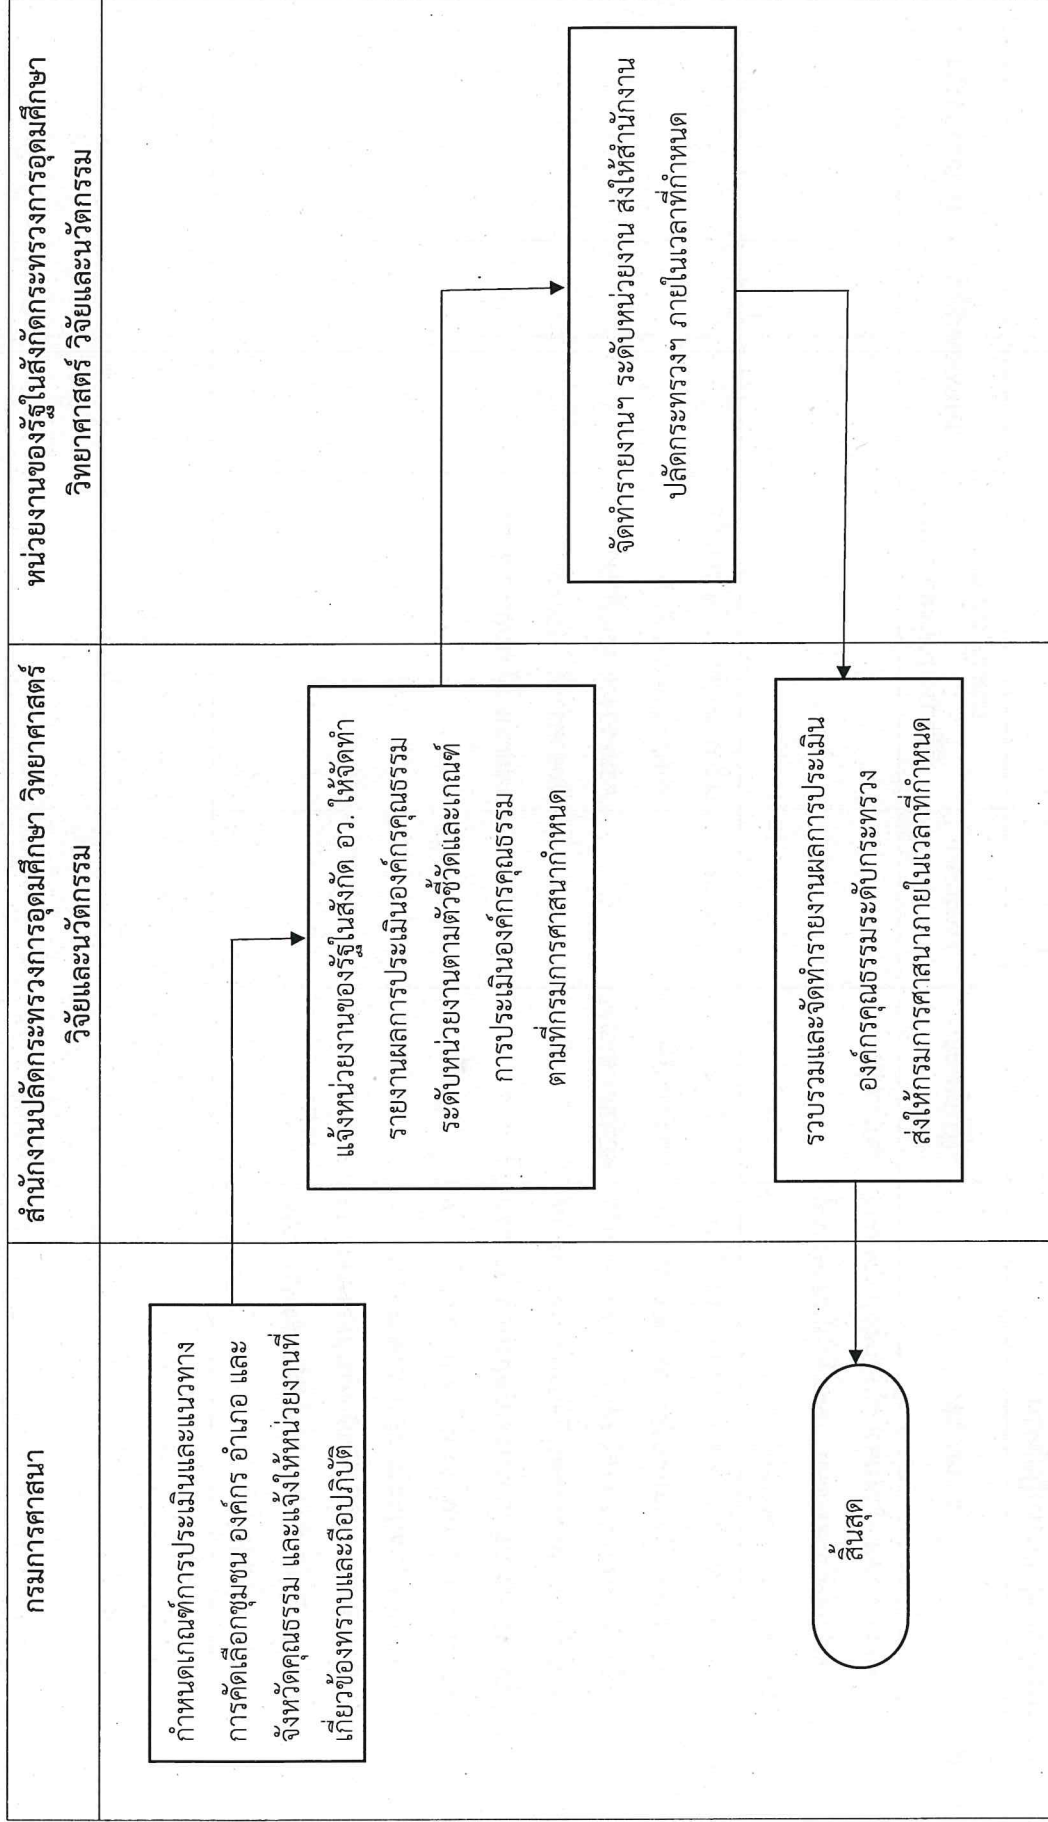 กรมการศาสนา
สำนักงานปลัดกระทรวงการอุดมศึกษา วิทยาศาสตร์
วิจัยและนวัตกรรม
หน่วยงานของรัฐในสังกัดกระทรวงการอุดมศึกษา
วิทยาศาสตร์ วิจัยและนวัตกรรม
กำหนดเกณฑ์การประเมินและแนวทาง
การคัดเลือกชุมชน องค์กร อำเภอ และ
จังหวัดคุณธรรม และแจ้งให้หน่วยงานที่
เกี่ยวข้องทราบและถือปฏิบัติ
แจ้งหน่วยงานของรัฐในสังกัด อว. ให้จัดทำ
รายงานผลการประเมินองค์กรคุณธรรม
ระดับหน่วยงานตามตัวชี้วัดและเกณฑ์
การประเมินองค์กรคุณธรรม
ตามที่กรมการศาสนากำหนด
จัดทำรายงานฯ ระดับหน่วยงาน ส่งให้สำนักงาน
ปลัดกระทรวงฯ ภายในเวลาที่กำหนด
รวบรวมและจัดทำรายงานผลการประเมิน
องค์กรคุณธรรมระดับกระทรวง
ส่งให้กรมการศาสนาภายในเวลาที่กำหนด
สิ้นสุด